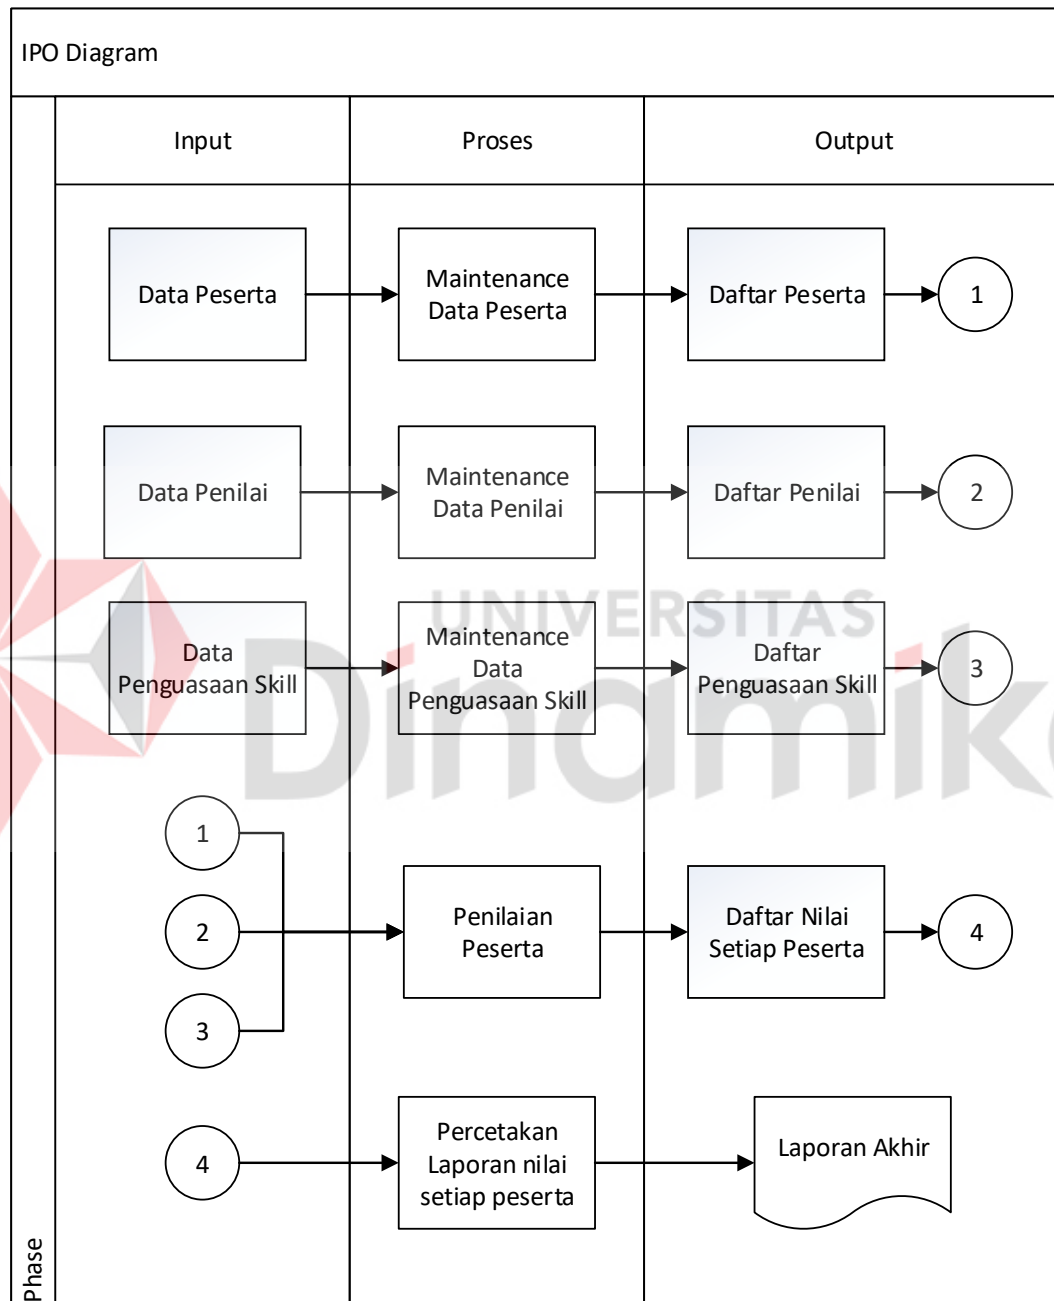 IPO Diagram
Input
Proses
Output
Data Peserta
Maintenance
Data Peserta
Daftar Peserta
1
Data Penilai
Maintenance
Data Penilai
Daftar Penilai
2
UNIVERSITAS
Dinamika
Data
Penguasaan Skill
Maintenance
Data
Penguasaan Skill
Daftar
Penguasaan Skill
3
1
2
3
Penilaian
Peserta
Daftar Nilai
Setiap Peserta
4
4
Percetakan
Laporan nilai
setiap peserta
Laporan Akhir
Phase